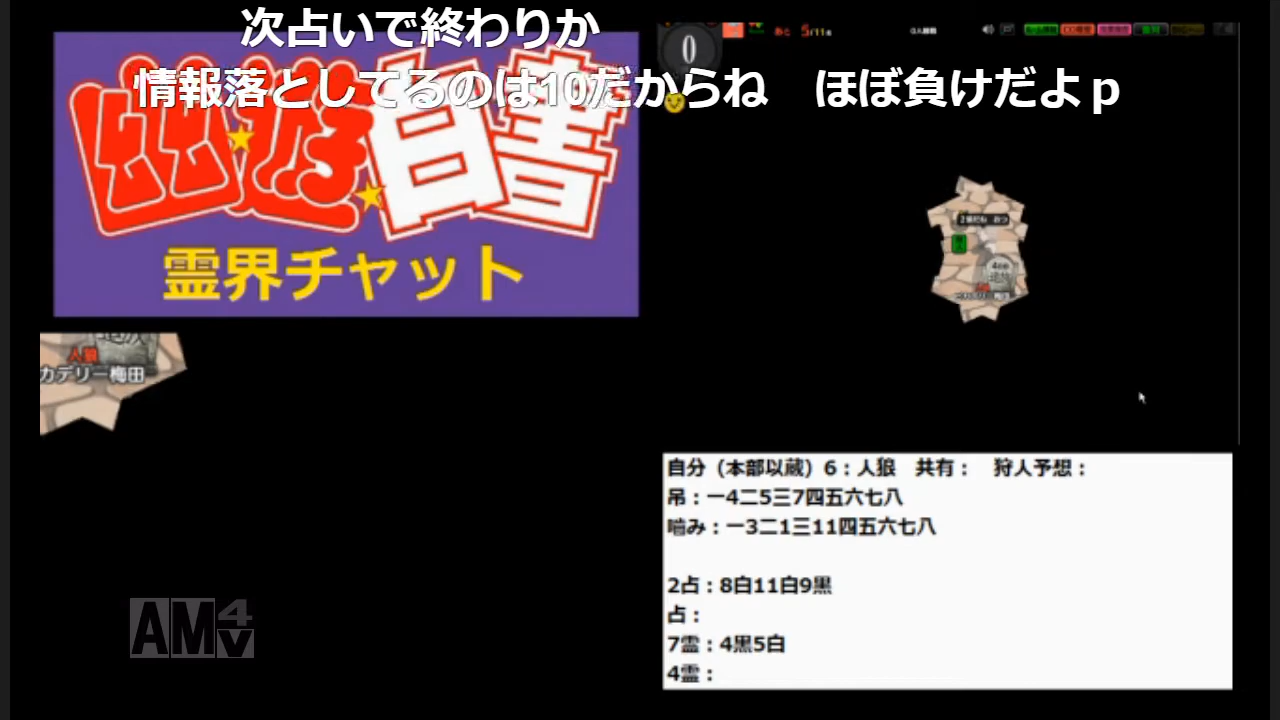 次占いで終わりか
情報落としてるのは10だからね　ほぼ負けだよｐ
幽☆遊☆白書
霊界チャット
0
人狼
カデリー梅田
自分（本部以蔵）6：人狼　共有：　狩人予想：
吊：一4二5三7四五六七八
噛み：一3二1三11四五六七八
2占：8白11白9黒
占：
7霊：4黒5白
4霊：
AM4v